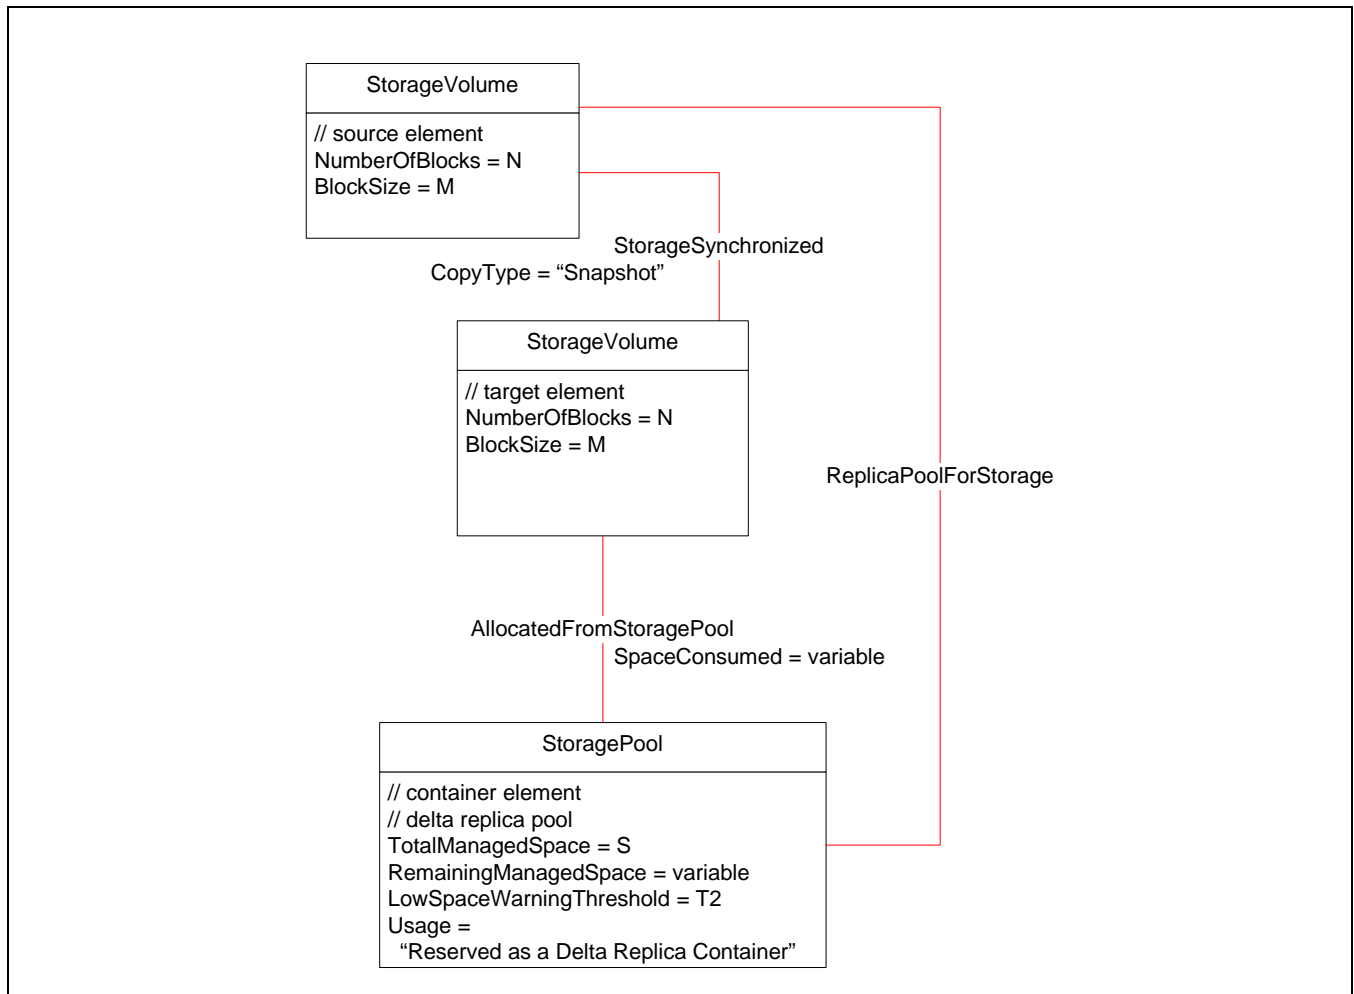 StorageVolume
// source element
NumberOfBlocks = N
BlockSize = M
StorageSynchronized
CopyType = “Snapshot”
StorageVolume
// target element
NumberOfBlocks = N
BlockSize = M
ReplicaPoolForStorage
AllocatedFromStoragePool
SpaceConsumed = variable
StoragePool
// container element
// delta replica pool
TotalManagedSpace = S
RemainingManagedSpace = variable
LowSpaceWarningThreshold = T2
Usage =
“Reserved as a Delta Replica Container”